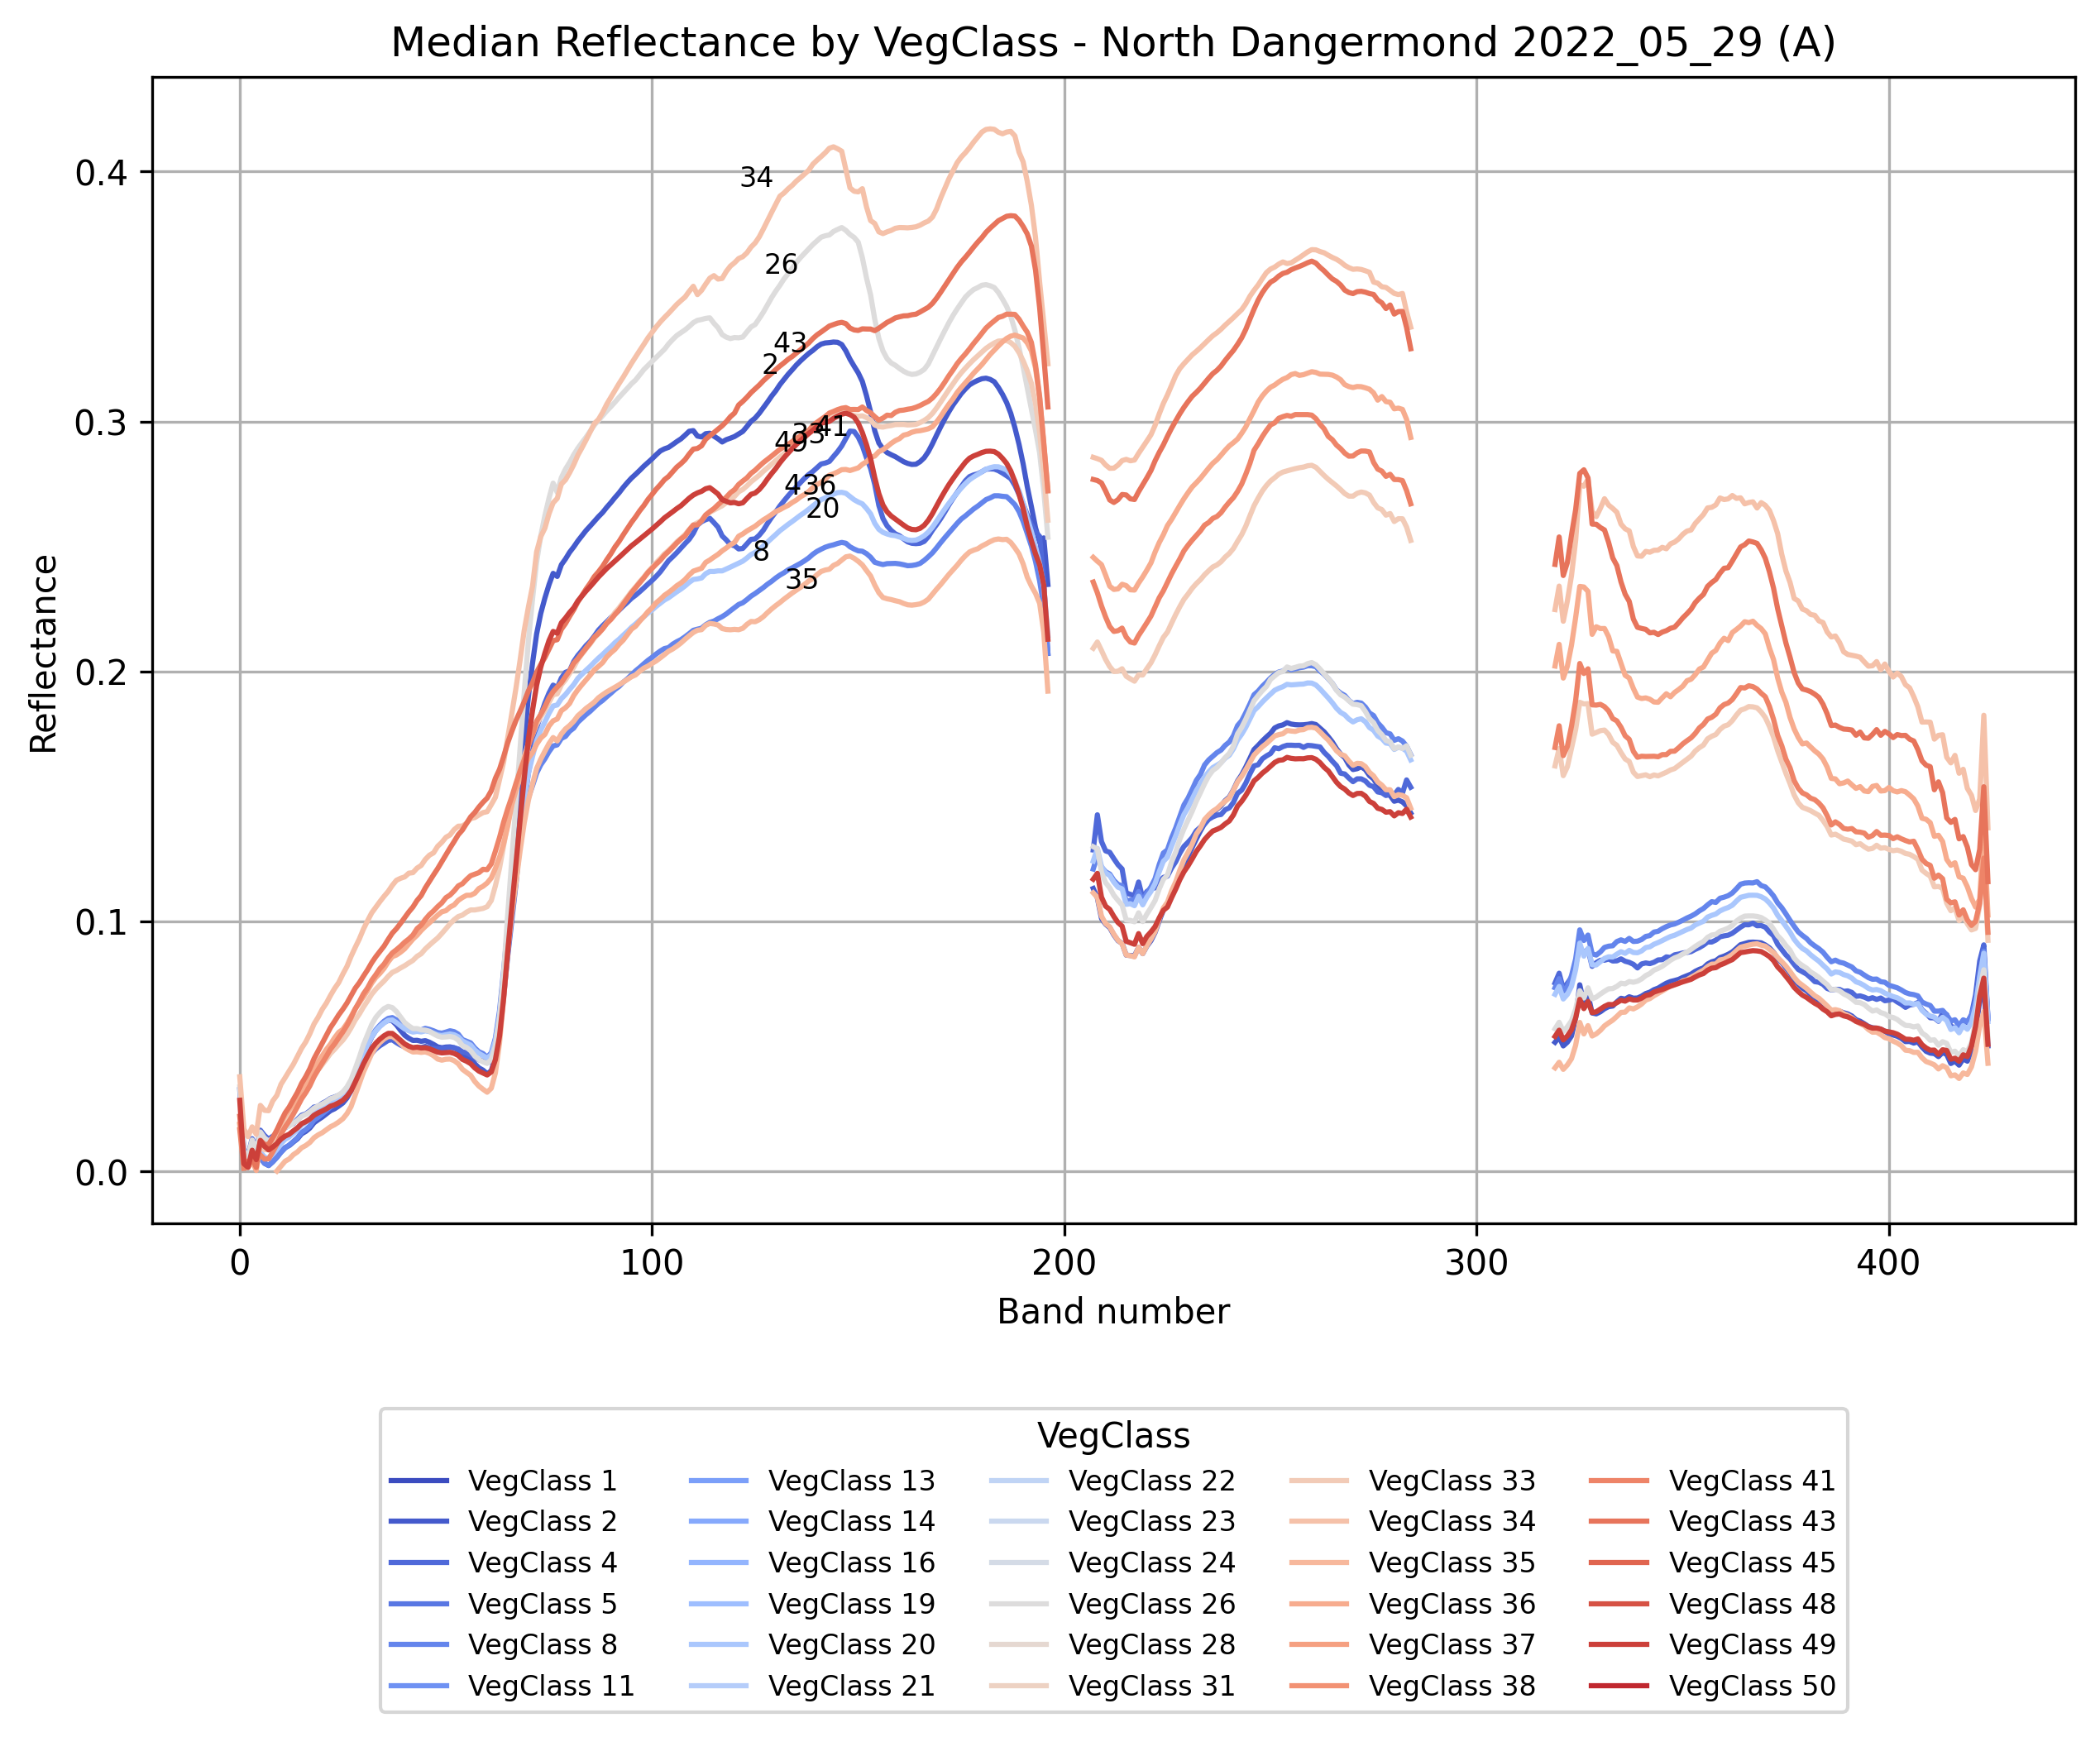 Median Reflectance by VegClass - North Dangermond 2022_05_29 (A)
0.4
0.3
0.2
0.1
0.0
Reflectance
34
26
43
2
33
41
49
4
36
20
8
35
0 100 200 300 400
Band number
VegClass
VegClass 1 VegClass 13 VegClass 22 VegClass 33 VegClass 41
VegClass 2 VegClass 14 VegClass 23 VegClass 34 VegClass 43
VegClass 4 VegClass 16 VegClass 24 VegClass 35 VegClass 45
VegClass 5 VegClass 19 VegClass 26 VegClass 36 VegClass 48
VegClass 8 VegClass 20 VegClass 28 VegClass 37 VegClass 49
VegClass 11 VegClass 21 VegClass 31 VegClass 38 VegClass 50